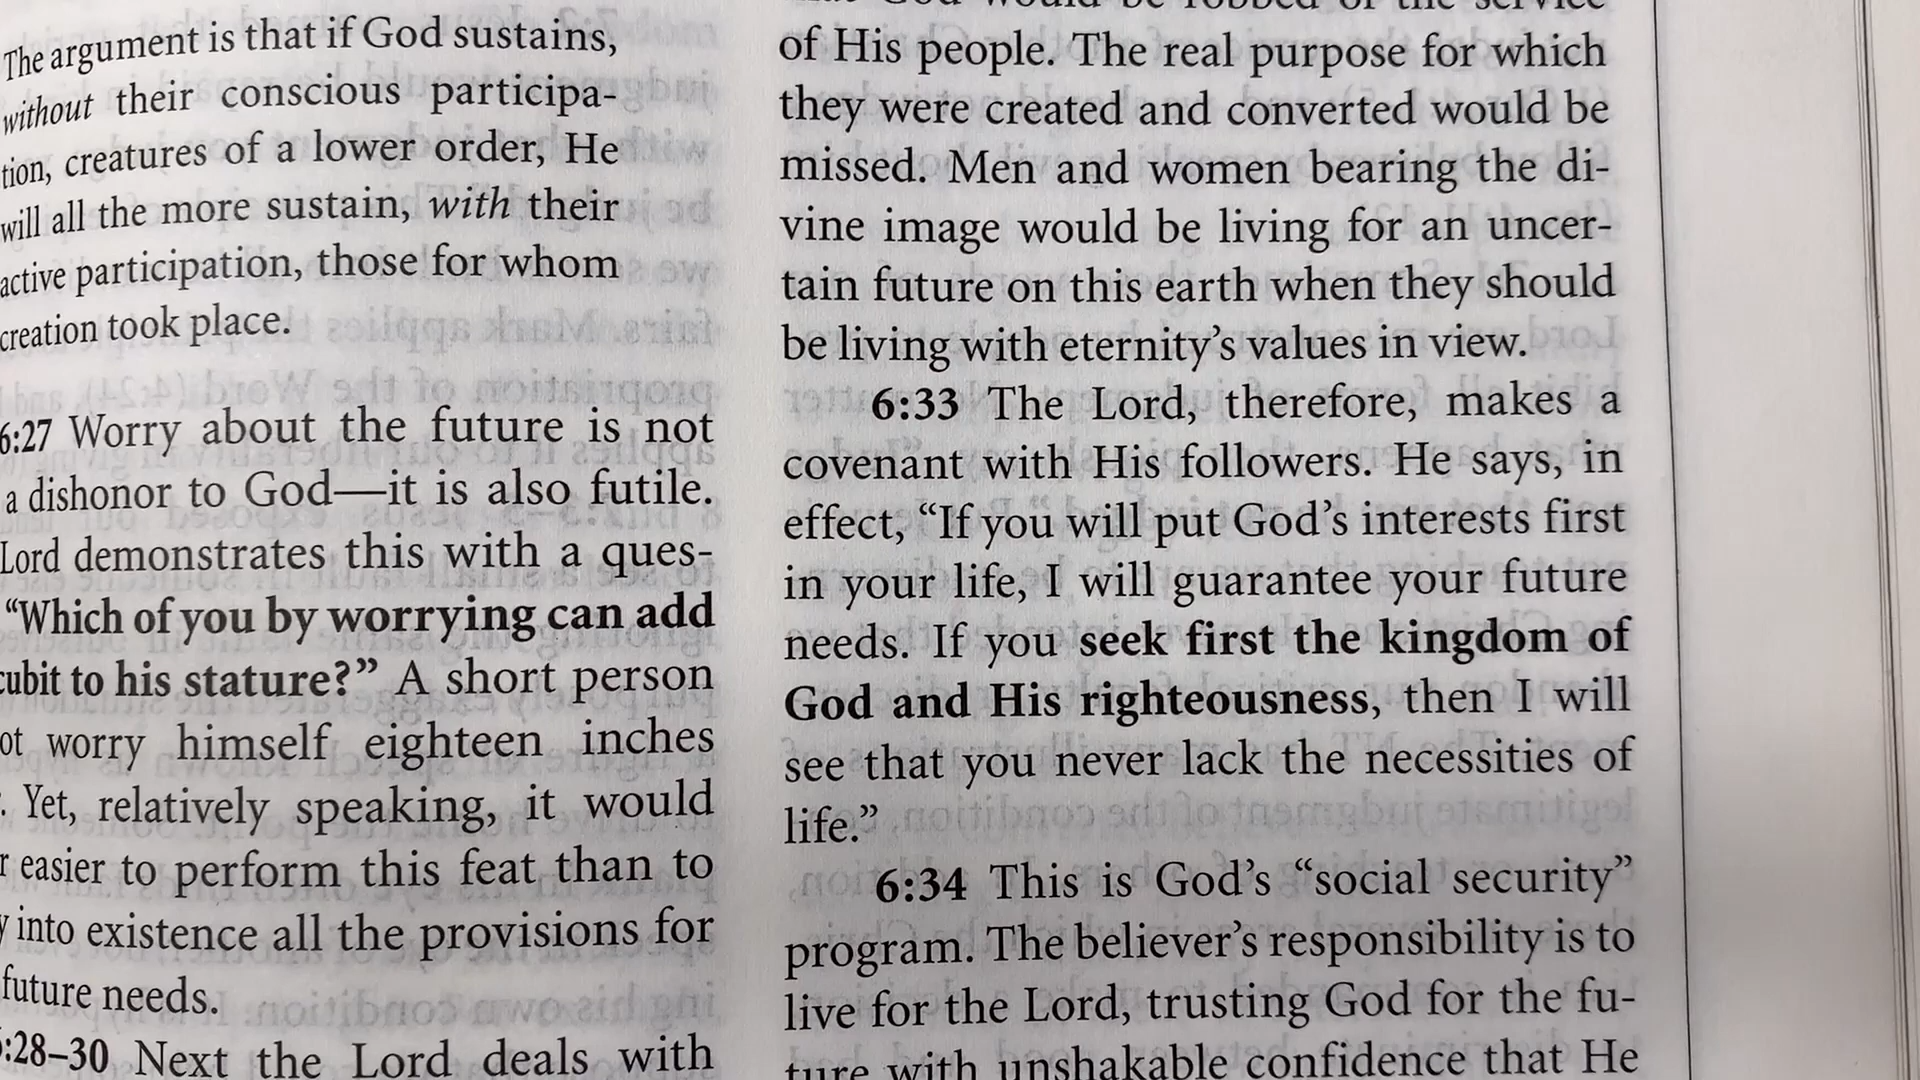 The argument is that if God sustains,
without their conscious participa-
tion, creatures of a lower order, He
will all the more sustain, with their
active participation, those for whom
creation took place.
6:27 Worry about the future is not
a dishonor to God—it is also futile.
Lord demonstrates this with a ques-
“Which of you by worrying can add
cubit to his stature?” A short person
ot worry himself eighteen inches
. Yet, relatively speaking, it would
r easier to perform this feat than to
y into existence all the provisions for
future needs.
6:28–30 Next the Lord deals with
that God would be robbed of the service
of His people. The real purpose for which
they were created and converted would be
missed. Men and women bearing the di-
vine image would be living for an uncer-
tain future on this earth when they should
be living with eternity’s values in view.
6:33 The Lord, therefore, makes a
covenant with His followers. He says, in
effect, “If you will put God’s interests first
in your life, I will guarantee your future
needs. If you seek first the kingdom of
God and His righteousness, then I will
see that you never lack the necessities of
life.”
6:34 This is God’s “social security”
program. The believer’s responsibility is to
live for the Lord, trusting God for the fu-
ture with unshakable confidence that He